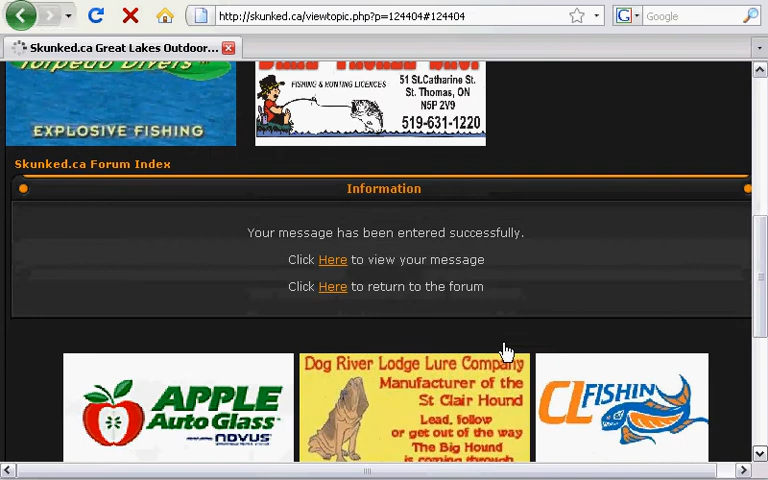 http://skunked.ca/viewtopic.php?p=124404#124404
Google
Skunked.ca Great Lakes Outdoor...
EXPLOSIVE FISHING
FISHING & HUNTING LICENCES
51 St.Catharine St.
St. Thomas, ON
N5P 2V9
519-631-1220
Skunked.ca Forum Index
Information
Your message has been entered successfully.
Click Here to view your message
Click Here to return to the forum
APPLE
Auto Glass
NOVUS
Dog River Lodge Lure Company
Manufacturer of the
St Clair Hound
Lead, follow
or get out of the way
The Big Hound
is coming through
CLFISHIN